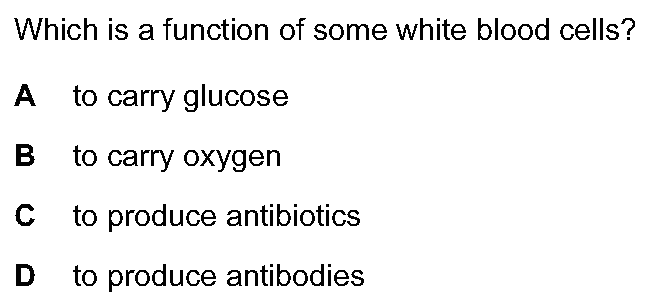 Which is a function of some white blood cells?
A to carry glucose
B to carry oxygen
C to produce antibiotics
D to produce antibodies